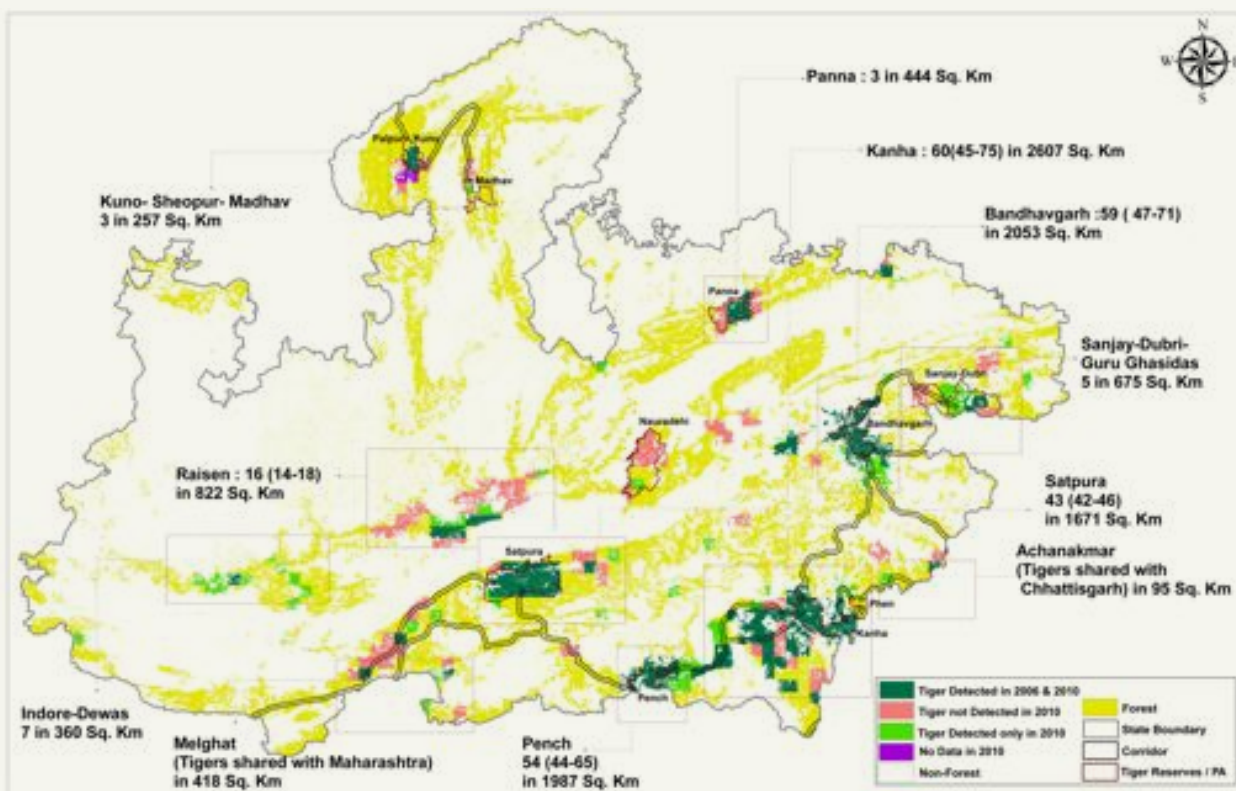 N
W
S
Panna : 3 in 444 Sq. Km
Kanha : 60(45-75) in 2607 Sq. Km
Kuno- Sheopur- Madhav
3 in 257 Sq. Km
Bandhavgarh :59 ( 47-71)
in 2053 Sq. Km
Madhav
Panna
Sanjay-Dubri-
Guru Ghasidas
5 in 675 Sq. Km
Sanjay-Dubri
Bandhavgarh
Raisen : 16 (14-18)
in 822 Sq. Km
Satpura
43 (42-46)
in 1671 Sq. Km
Satpura
Achanakmar
(Tigers shared with
Chhattisgarh) in 95 Sq. Km
Phen
Kanha
Pench
Indore-Dewas
7 in 360 Sq. Km
Melghat
(Tigers shared with Maharashtra)
in 418 Sq. Km
Pench
54 (44-65)
in 1987 Sq. Km
Tiger Detected in 2006 & 2010
Tiger not Detected in 2010
Tiger Detected only in 2010
No Data in 2010
Non-Forest
Forest
State Boundary
Corridor
Tiger Reserves / PA